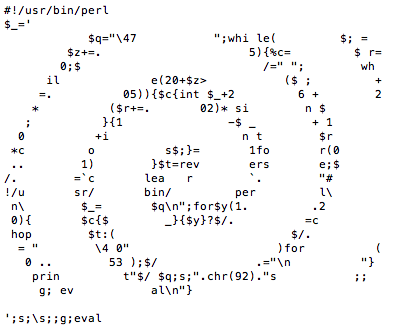 #!/usr/bin/perl
$_='
             $q="\47           ";whi le(         $; =
          $z+=.                     5){%c=          $ r=
         0;$                          /=" ";        wh
       il             e(20+$z>           ($ ;         +
     =.          05)){$c{int $_+2         6 +        2
    *          ($r+=.       02)* si        n $
   ;          }{1               -$ _        + 1
  0          +i                   n t        $r
 *c         o          s$;}=       1fo       r(0
 ..        1)        }$t=rev       ers       e;$
/.        =`c       lea   r        `.        "#
!/u       sr/       bin/         per         l\
 n\        $_=       $q\n";for$y(1.         .2
 0){       $c{$        _}{$y}?$/.          =c
 hop        $t:(                         $/.
  = "        \4 0"                     )for          (
   0 ..       53 );$/              .="\n          "}
    prin         t"$/ $q;s;".chr(92)."s           ;;
     g; ev           al\n"}

';s;\s;;g;eval